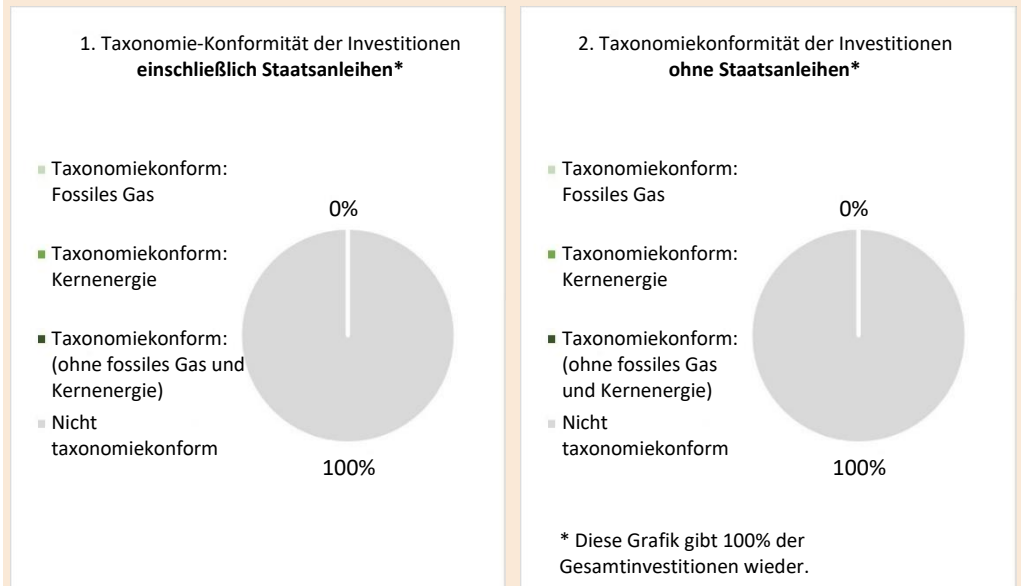 1. Taxonomie-Konformität der Investitionen
einschließlich Staatsanleihen*
Taxonomiekonform:
Fossiles Gas
Taxonomiekonform:
Kernenergie
Taxonomiekonform:
(ohne fossiles Gas und
Kernenergie)
Nicht
taxonomiekonform
0%
100%
2. Taxonomiekonformität der Investitionen
ohne Staatsanleihen*
Taxonomiekonform:
Fossiles Gas
Taxonomiekonform:
Kernenergie
Taxonomiekonform:
(ohne fossiles Gas
und Kernenergie)
Nicht
taxonomiekonform
0%
100%
* Diese Grafik gibt 100% der
Gesamtinvestitionen wieder.